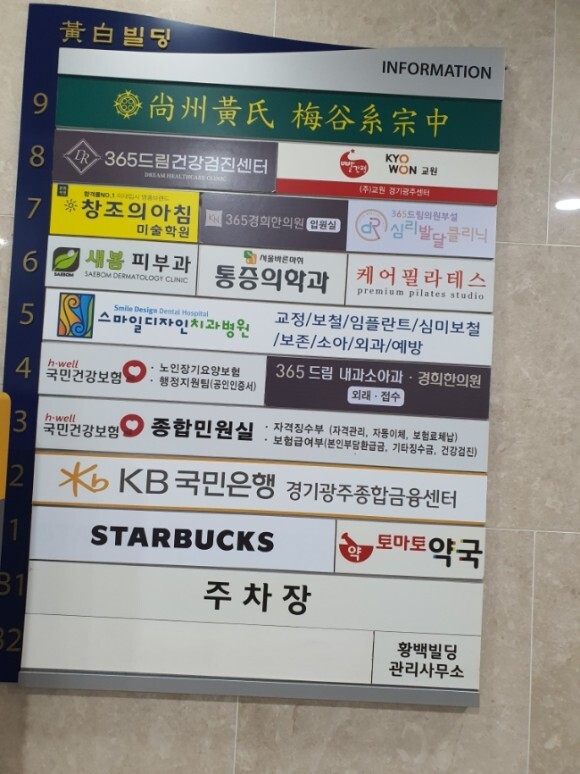 黃白빌딩
INFORMATION
9
尙州黃氏 梅谷系宗中
8
DR
365드림건강검진센터
DREAM HEALTHCARE CLINIC
빨간펜
KYOWON 교원
(주)교원 경기광주센터
7
창조의아침
미술학원
365경희한의원 입원실
365드림의원부설
심리발달클리닉
6
SAEBOM
새봄 피부과
SAEBOM DERMATOLOGY CLINIC
서울바른마취
통증의학과
케어필라테스
premium pilates studio
5
Smile Design Dental Hospital
스마일디자인치과병원
교정/보철/임플란트/심미보철
/보존/소아/외과/예방
4
h·well
국민건강보험
· 노인장기요양보험
· 행정지원팀(공인인증서)
365 드림 내과소아과 · 경희한의원
외래 · 접수
3
h·well
국민건강보험
종합민원실
· 자격징수부 (자격관리, 자동이체, 보험료체납)
· 보험급여부(본인부담환급금, 기타징수금, 건강검진)
2
KB 국민은행 경기광주종합금융센터
1
STARBUCKS
약 토마토약국
B1
주차장
B2
황백빌딩
관리사무소